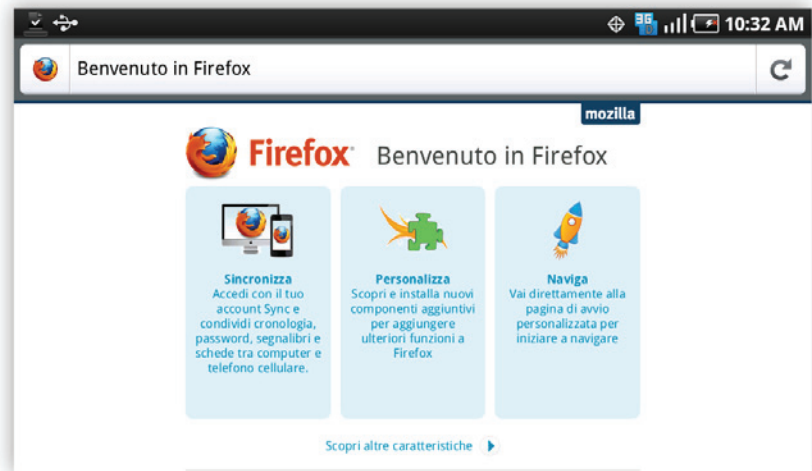 3G 10:32 AM
Benvenuto in Firefox
mozilla
Firefox Benvenuto in Firefox
Sincronizza
Accedi con il tuo
account Sync e
condividi cronologia,
password, segnalibri e
schede tra computer e
telefono cellulare.
Personalizza
Scopri e installa nuovi
componenti aggiuntivi
per aggiungere
ulteriori funzioni a
Firefox
Naviga
Vai direttamente alla
pagina di avvio
personalizzata per
iniziare a navigare
Scopri altre caratteristiche